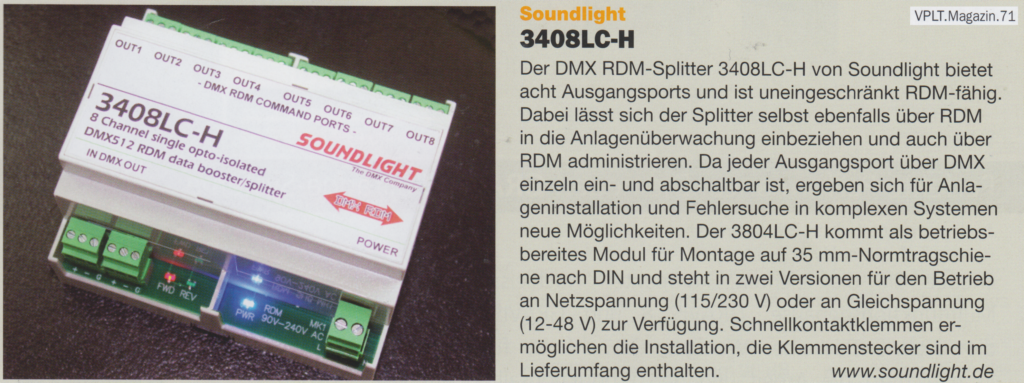 OUT1 OUT2 OUT3 OUT4 OUT5 OUT6 OUT7 OUT8
- DMX RDM COMMAND PORTS -
3408LC-H
8 Channel single opto-isolated
DMX512 RDM data booster/splitter
SOUNDLIGHT
The DMX Company
IN DMX OUT
DMX RDM
POWER
+ - G + - G
FWD REV
PWR
RDM
90V-240V
MK1
AC
L
Soundlight
VPLT.Magazin.71
3408LC-H
Der DMX RDM-Splitter 3408LC-H von Soundlight bietet
acht Ausgangsports und ist uneingeschränkt RDM-fähig.
Dabei lässt sich der Splitter selbst ebenfalls über RDM
in die Anlagenüberwachung einbeziehen und auch über
RDM administrieren. Da jeder Ausgangsport über DMX
einzeln ein- und abschaltbar ist, ergeben sich für Anla-
geninstallation und Fehlersuche in komplexen Systemen
neue Möglichkeiten. Der 3804LC-H kommt als betriebs-
bereites Modul für Montage auf 35 mm-Normtragschie-
ne nach DIN und steht in zwei Versionen für den Betrieb
an Netzspannung (115/230 V) oder an Gleichspannung
(12-48 V) zur Verfügung. Schnellkontaktklemmen er-
möglichen die Installation, die Klemmenstecker sind im
Lieferumfang enthalten. www.soundlight.de